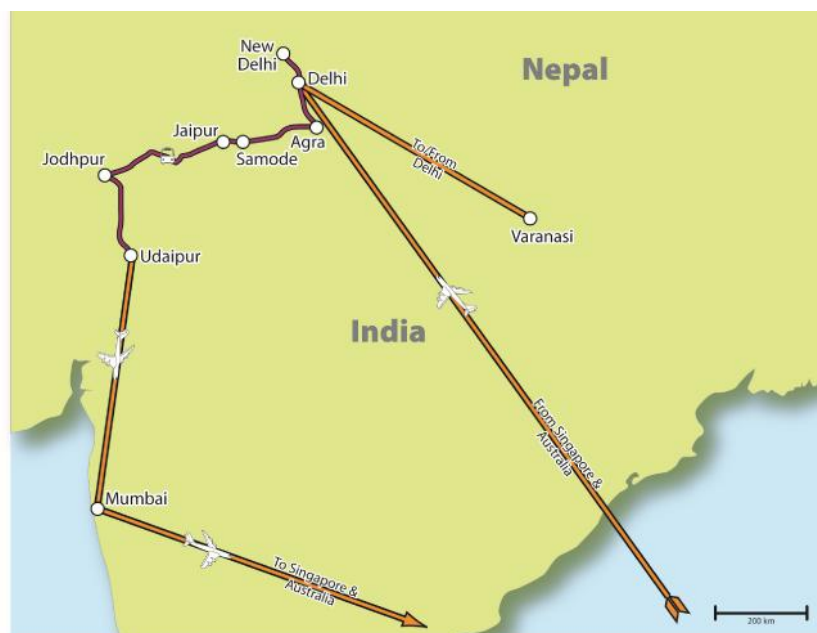 New
Delhi
Delhi
Nepal
Jaipur
Samode
Agra
Jodhpur
To/From
Delhi
Varanasi
Udaipur
India
From Singapore &
Australia
Mumbai
To Singapore &
Australia
200 km